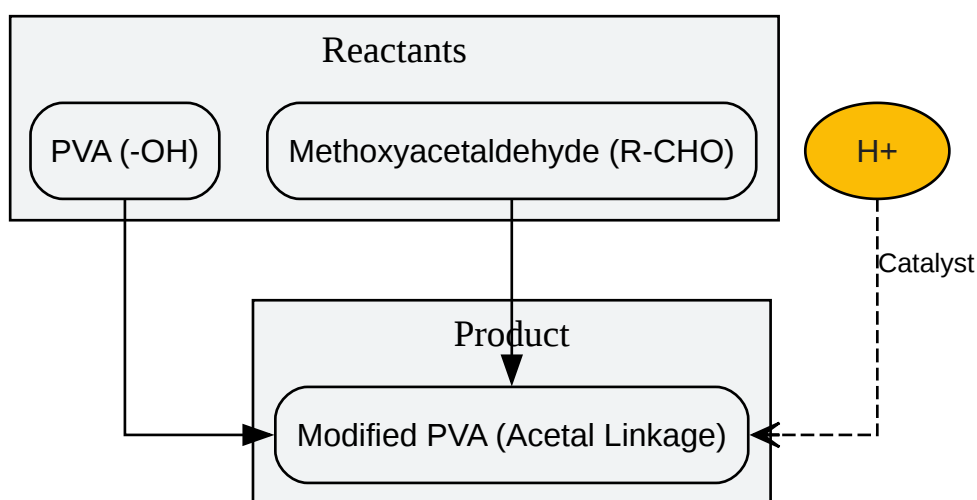 Reactants
PVA (-OH)
Methoxyacetaldehyde (R-CHO)
H+
Catalyst
Product
Modified PVA (Acetal Linkage)